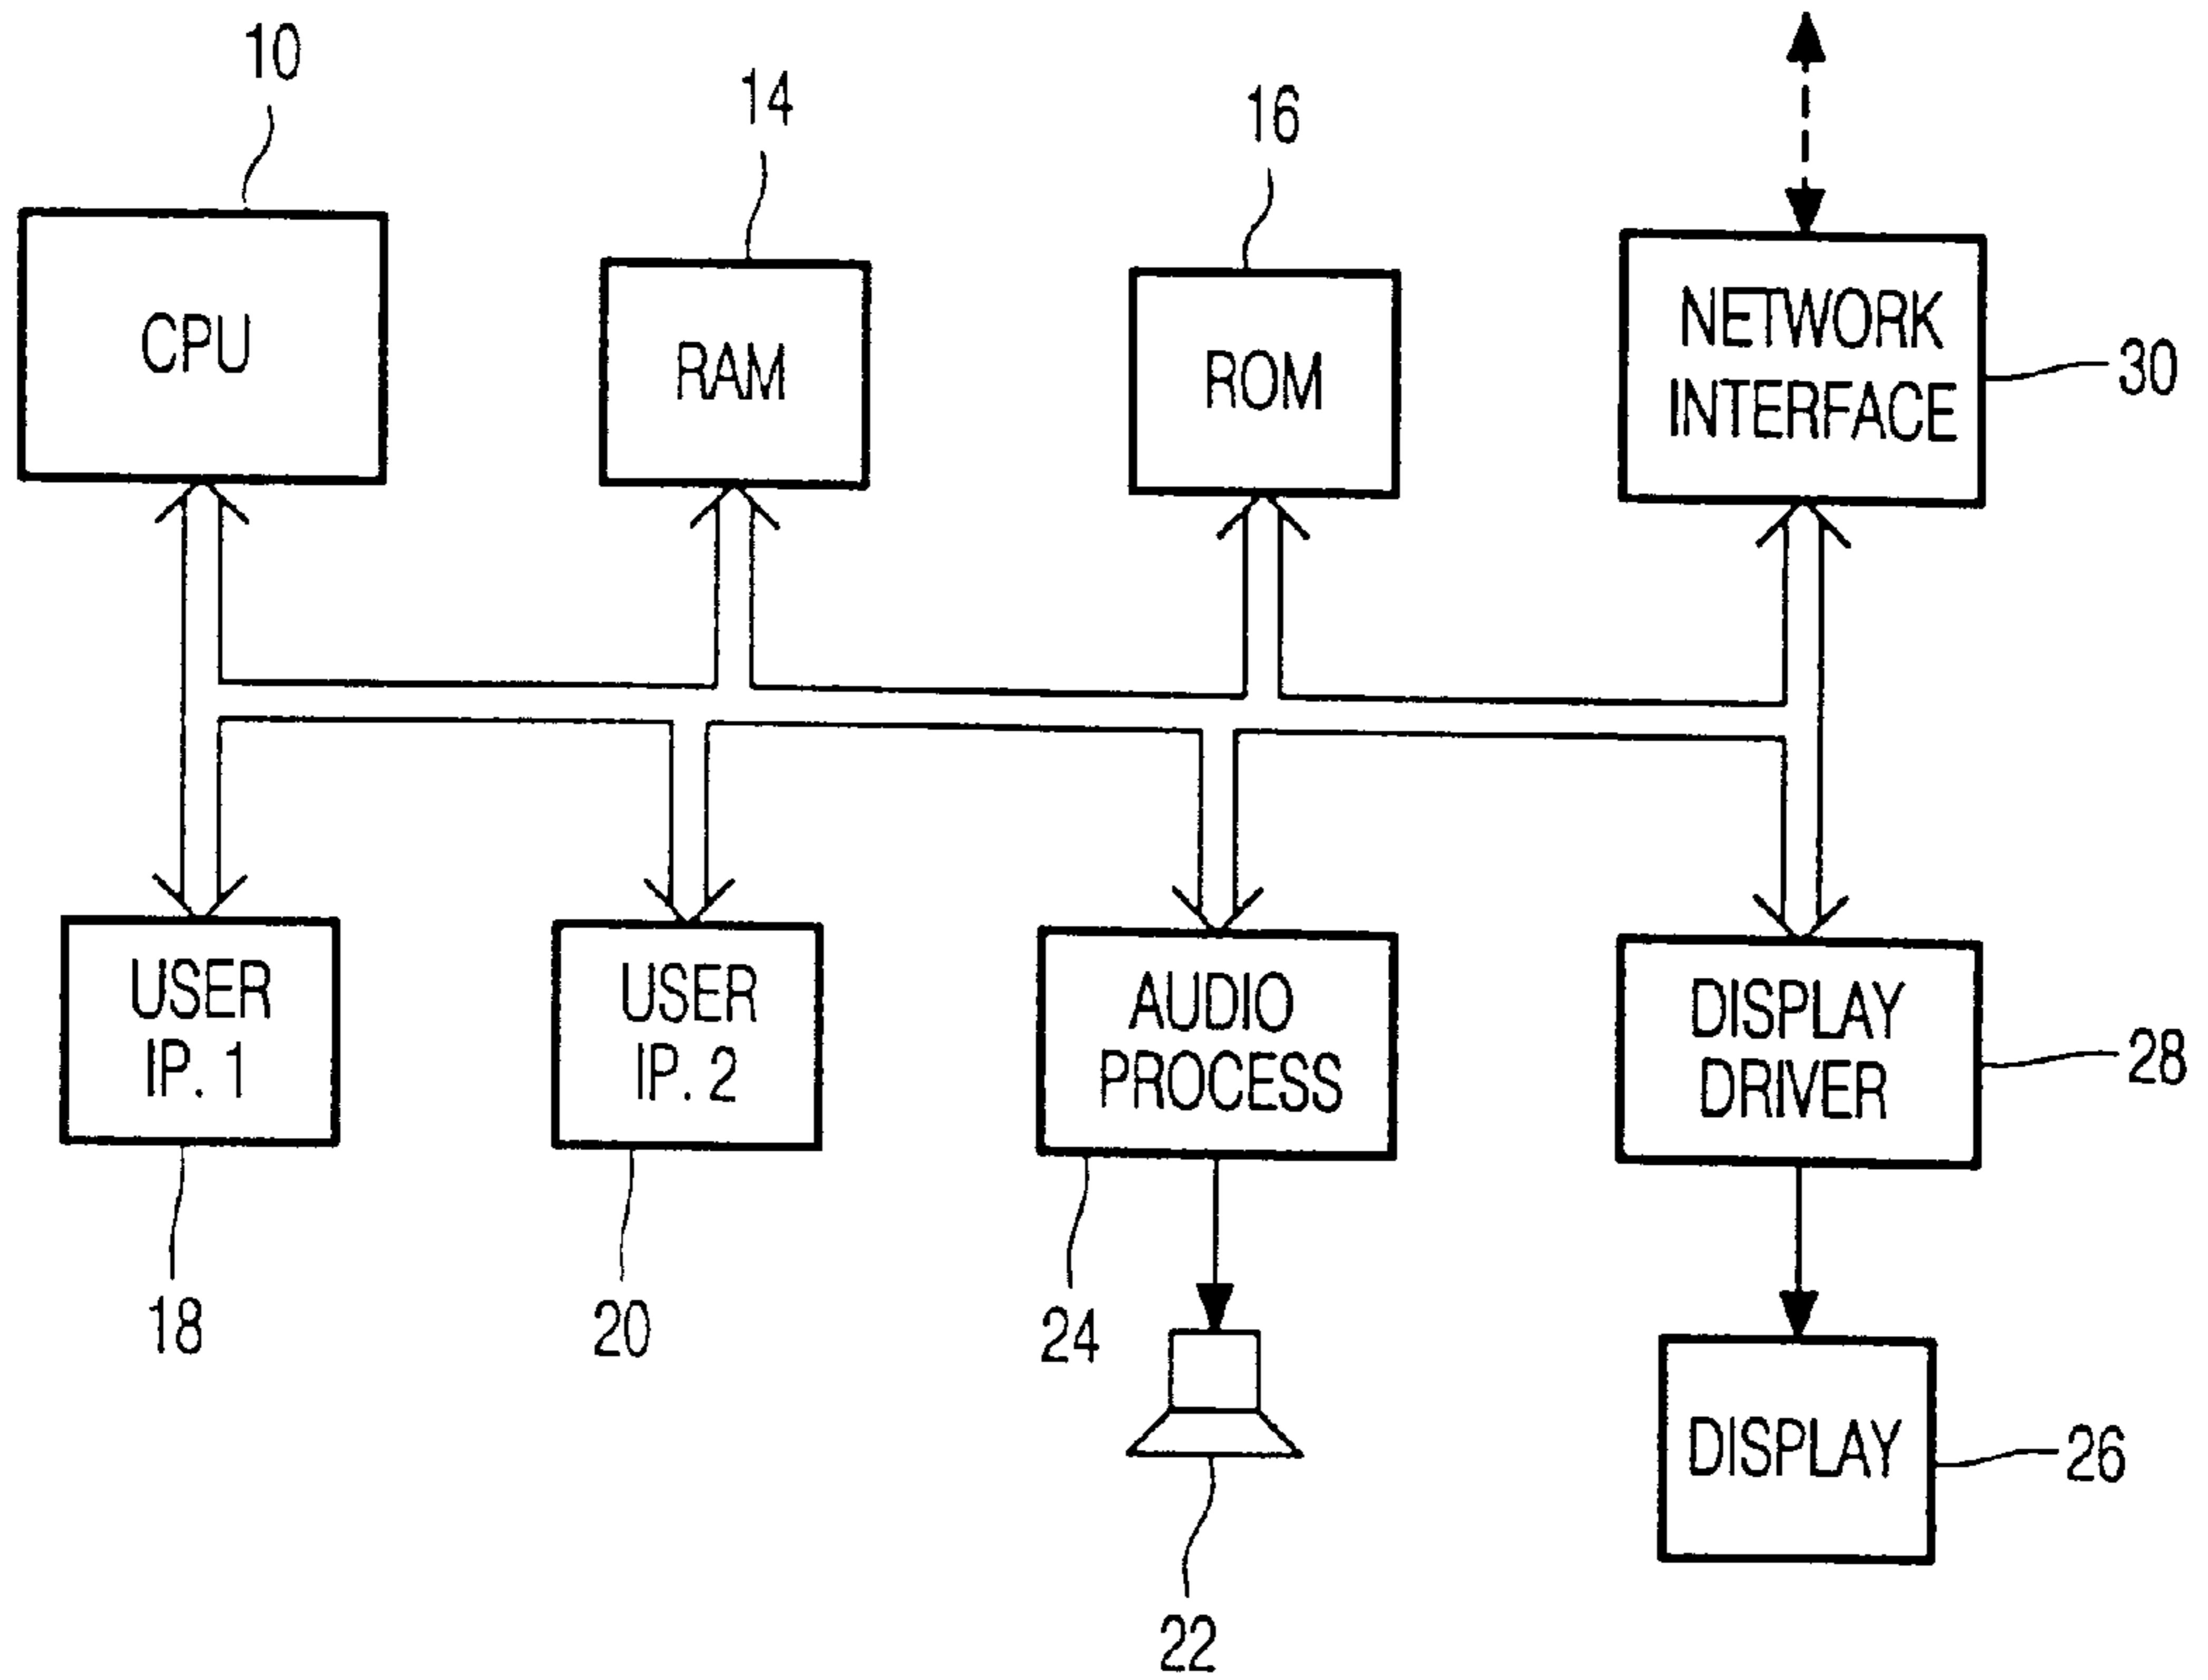 10
14
16
CPU
RAM
ROM
NETWORK
INTERFACE
30
USER
IP. 1
USER
IP. 2
AUDIO
PROCESS
DISPLAY
DRIVER
28
18
20
24
DISPLAY
26
22